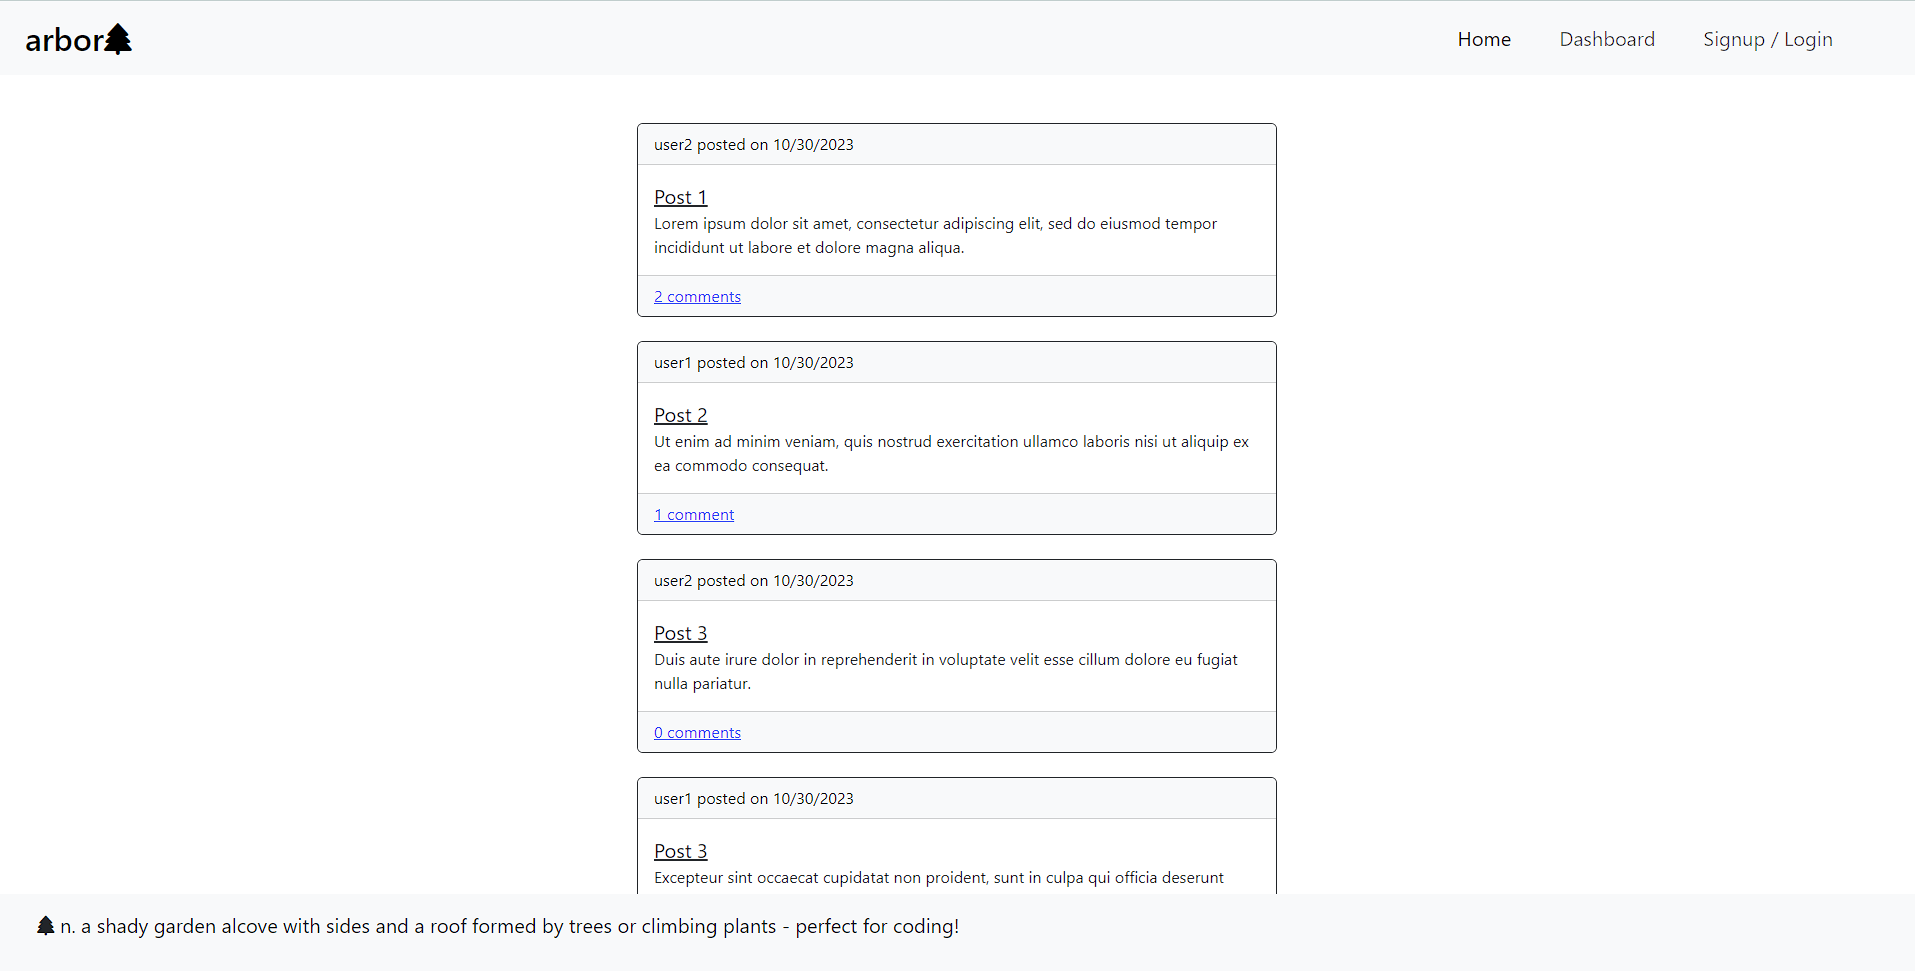 arbor
Home Dashboard Signup / Login
user2 posted on 10/30/2023
Post 1
Lorem ipsum dolor sit amet, consectetur adipiscing elit, sed do eiusmod tempor
incididunt ut labore et dolore magna aliqua.
2 comments
user1 posted on 10/30/2023
Post 2
Ut enim ad minim veniam, quis nostrud exercitation ullamco laboris nisi ut aliquip ex
ea commodo consequat.
1 comment
user2 posted on 10/30/2023
Post 3
Duis aute irure dolor in reprehenderit in voluptate velit esse cillum dolore eu fugiat
nulla pariatur.
0 comments
user1 posted on 10/30/2023
Post 3
Excepteur sint occaecat cupidatat non proident, sunt in culpa qui officia deserunt
n. a shady garden alcove with sides and a roof formed by trees or climbing plants - perfect for coding!